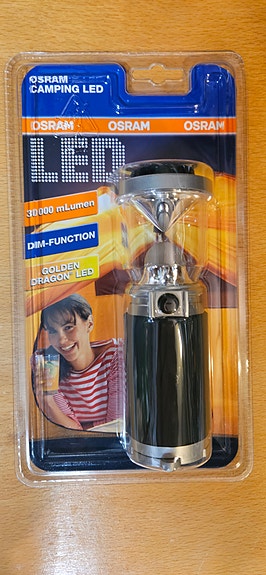 OSRAM
CAMPING LED
OSRAM OSRAM OSRAM
LED
30000 mLumen
DIM-FUNCTION
GOLDEN
DRAGON® LED